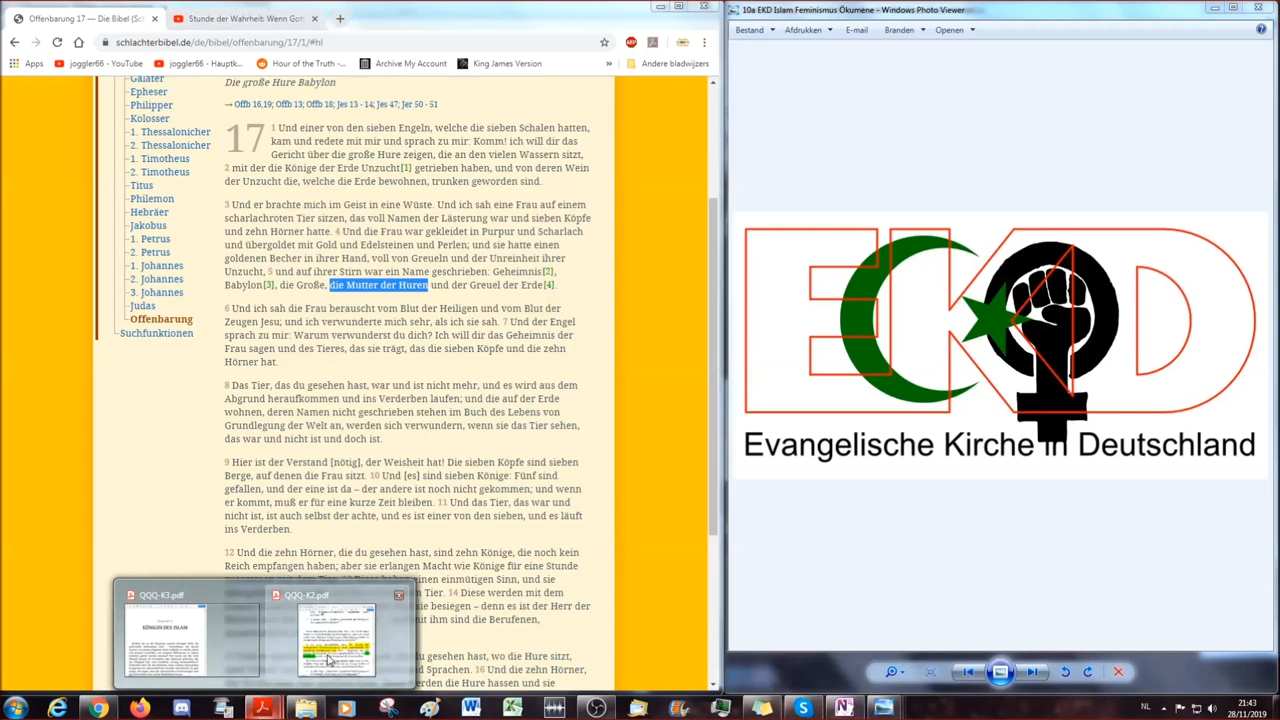 Offenbarung 17 — Die Bibel (Sch
Stunde der Wahrheit: Wenn Gott
schlachterbibel.de/de/bibel/offenbarung/17/1/#hl
Apps
joggler66 - YouTube
joggler66 - Hauptk...
Hour of the Truth -...
Archive My Account
King James Version
»
Andere bladwijzers
Galater
Epheser
Philipper
Kolosser
1. Thessalonicher
2. Thessalonicher
1. Timotheus
2. Timotheus
Titus
Philemon
Hebräer
Jakobus
1. Petrus
2. Petrus
1. Johannes
2. Johannes
3. Johannes
Judas
Offenbarung
Suchfunktionen
Die große Hure Babylon
→ Offb 16,19; Offb 13; Offb 18; Jes 13 - 14; Jes 47; Jer 50 - 51
17 1 Und einer von den sieben Engeln, welche die sieben Schalen hatten,
kam und redete mit mir und sprach zu mir: Komm! ich will dir das
Gericht über die große Hure zeigen, die an den vielen Wassern sitzt,
2 mit der die Könige der Erde Unzucht[1] getrieben haben, und von deren Wein
der Unzucht die, welche die Erde bewohnen, trunken geworden sind.
3 Und er brachte mich im Geist in eine Wüste. Und ich sah eine Frau auf einem
scharlachroten Tier sitzen, das voll Namen der Lästerung war und sieben Köpfe
und zehn Hörner hatte. 4 Und die Frau war gekleidet in Purpur und Scharlach
und übergoldet mit Gold und Edelsteinen und Perlen; und sie hatte einen
goldenen Becher in ihrer Hand, voll von Greueln und der Unreinheit ihrer
Unzucht, 5 und auf ihrer Stirn war ein Name geschrieben: Geheimnis[2],
Babylon[3], die Große, die Mutter der Huren und der Greuel der Erde[4].
6 Und ich sah die Frau berauscht vom Blut der Heiligen und vom Blut der
Zeugen Jesu; und ich verwunderte mich sehr, als ich sie sah. 7 Und der Engel
sprach zu mir: Warum verwunderst du dich? Ich will dir das Geheimnis der
Frau sagen und des Tieres, das sie trägt, das die sieben Köpfe und die zehn
Hörner hat.
8 Das Tier, das du gesehen hast, war und ist nicht mehr, und es wird aus dem
Abgrund heraufkommen und ins Verderben laufen; und die auf der Erde
wohnen, deren Namen nicht geschrieben stehen im Buch des Lebens von
Grundlegung der Welt an, werden sich verwundern, wenn sie das Tier sehen,
das war und nicht ist und doch ist.
9 Hier ist der Verstand [nötig], der Weisheit hat! Die sieben Köpfe sind sieben
Berge, auf denen die Frau sitzt. 10 Und [es] sind sieben Könige: Fünf sind
gefallen, und der eine ist da – der andere ist noch nicht gekommen; und wenn
er kommt, muß er für eine kurze Zeit bleiben. 11 Und das Tier, das war und
nicht ist, ist auch selbst der achte, und es ist einer von den sieben, und es läuft
ins Verderben.
12 Und die zehn Hörner, die du gesehen hast, sind zehn Könige, die noch kein
Reich empfangen haben; aber sie erlangen Macht wie Könige für eine Stunde
einen einmütigen Sinn, und sie
14 Diese werden mit dem
sie besiegen – denn es ist der Herr der
mit ihm sind die Berufenen,
hast, wo die Hure sitzt,
16 Und die zehn Hörner,
werden die Hure hassen und sie
QQQ-K3.pdf
QQQ-K2.pdf
KÖNIGIN DES ISLAM
10a EKD Islam Feminismus Ökumene - Windows Photo Viewer
Bestand
Afdrukken
E-mail
Branden
Openen
EKD
Evangelische Kirche in Deutschland
NL
21:43
28/11/2019